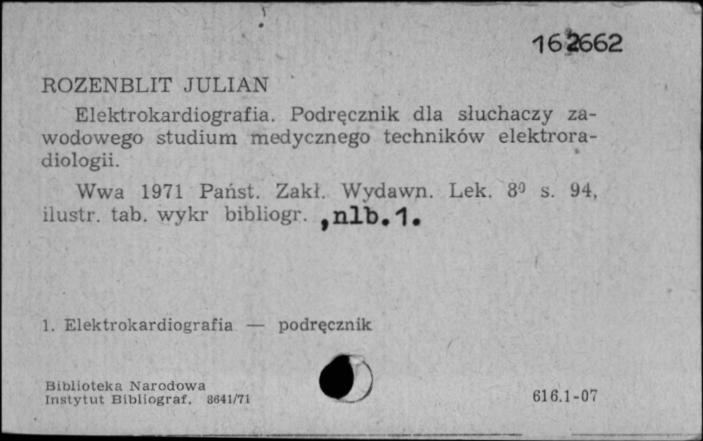 162662
ROZENBLIT JULIAN
Elektrokardiografia. Podręcznik dla słuchaczy za-
wodowego studium medycznego techników elektrora-
diologii.
Wwa 1971 Państ. Zakł. Wydawn. Lek. 8⁰ s. 94,
ilustr. tab. wykr bibliogr. ,nlb.1.
1. Elektrokardiografia — podręcznik
Biblioteka Narodowa
Instytut Bibliograf. 8641/71
616.1-07